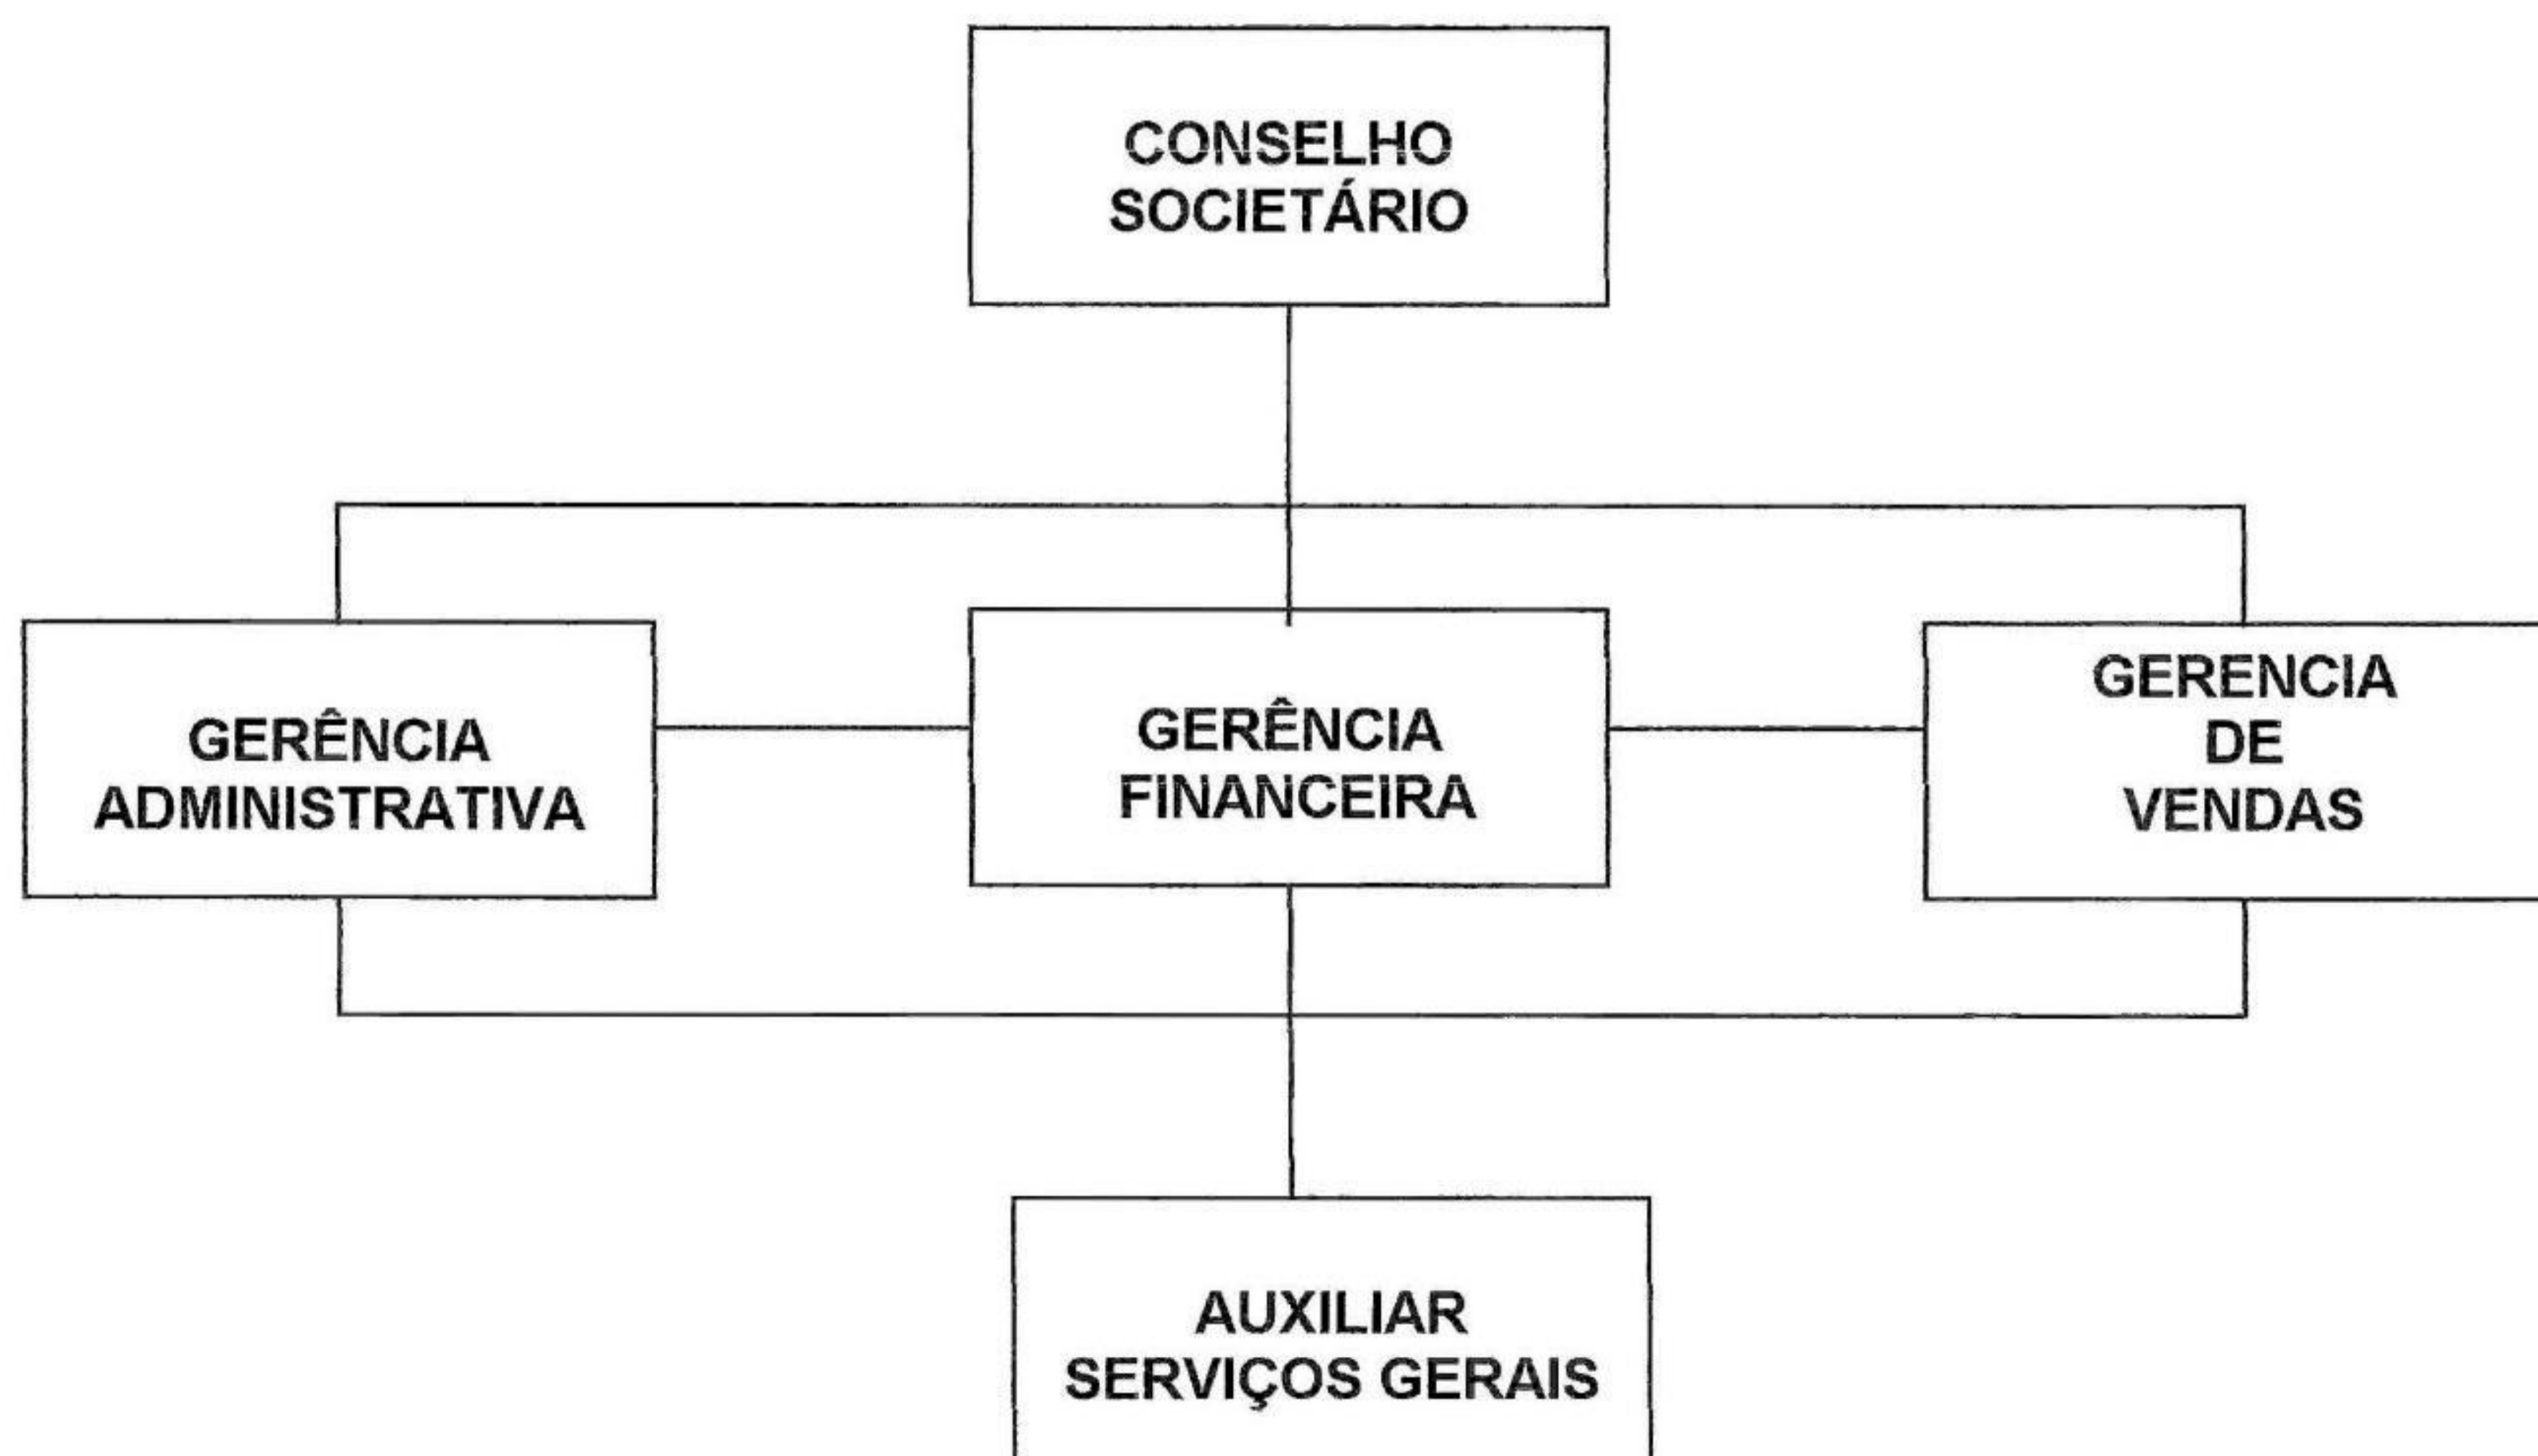 CONSELHO
SOCIETÁRIO
GERÊNCIA
ADMINISTRATIVA
GERÊNCIA
FINANCEIRA
GERENCIA
DE
VENDAS
AUXILIAR
SERVIÇOS GERAIS